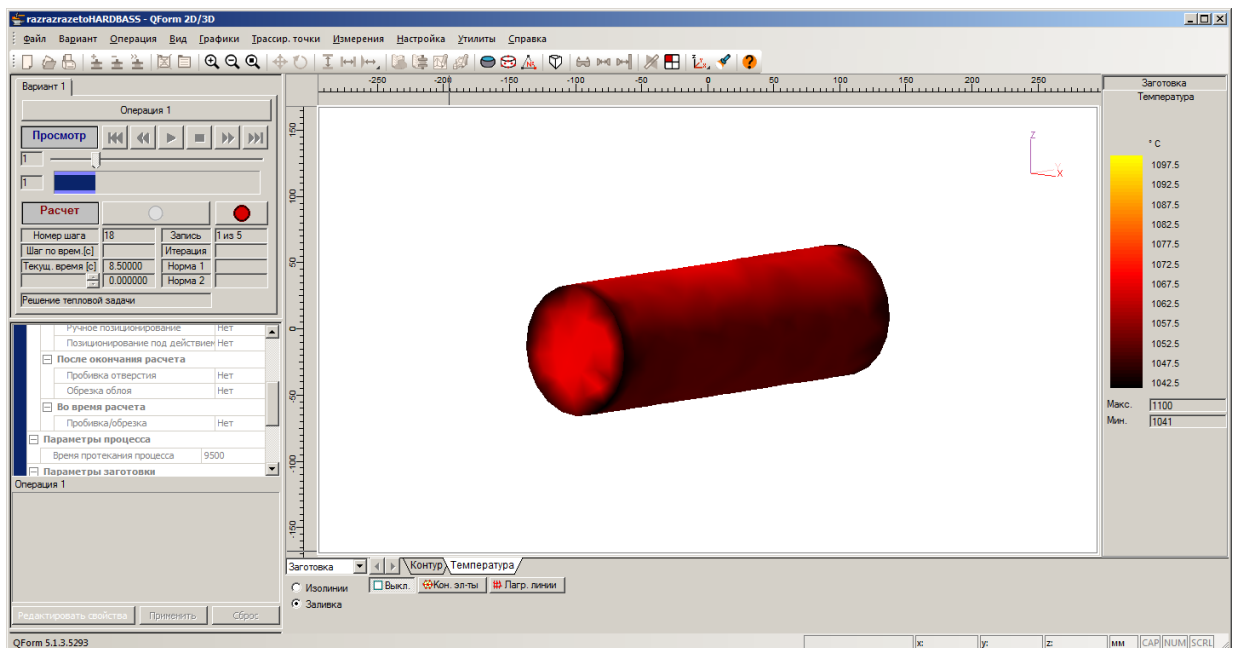 razrazrazetoHARDBASS - QForm 2D/3D
Файл Вариант Операция Вид Графики Трассир. точки Измерения Настройка Утилиты Справка
Вариант 1
Операция 1
Просмотр
1
1
Расчет
Номер шага 18 Запись 1 из 5
Шаг по врем.[с] Итерация
Текущ. время [с] 8.50000 Норма 1
0.000000 Норма 2
Решение тепловой задачи
Ручное позиционирование Нет
Позиционирование под действием Нет
После окончания расчета
Пробивка отверстия Нет
Обрезка облоя Нет
Во время расчета
Пробивка/обрезка Нет
Параметры процесса
Время протекания процесса 9500
Параметры заготовки
Операция 1
Редактировать свойства Применить Сброс
-250 -200 -150 -100 -50 0 50 100 150 200 250
150
100
50
0
-50
-100
-150
Z
Y
X
Заготовка
Температура
° C
1097.5
1092.5
1087.5
1082.5
1077.5
1072.5
1067.5
1062.5
1057.5
1052.5
1047.5
1042.5
Макс. 1100
Мин. 1041
Заготовка Контур Температура
Изолинии Выкл. Кон. эл-ты Лагр. линии
Заливка
QForm 5.1.3.5293 x: y: z: мм CAP NUM SCRL